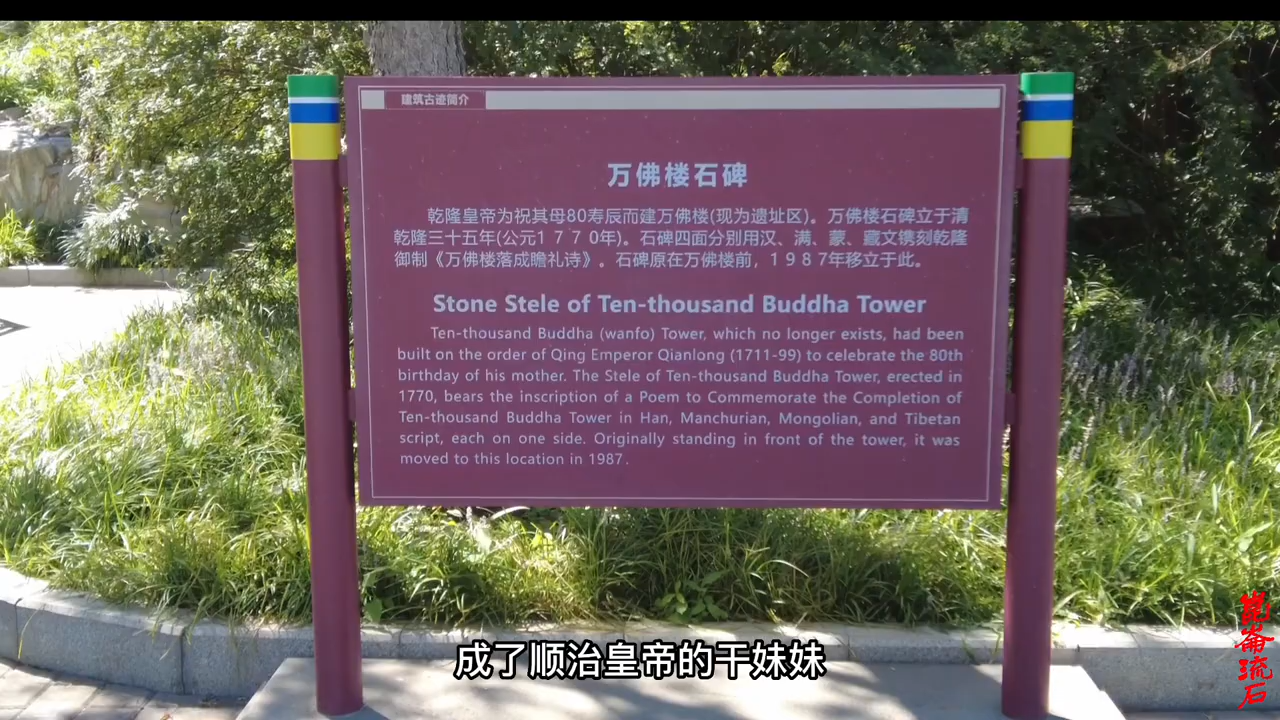 建筑古迹简介
万佛楼石碑
乾隆皇帝为祝其母80寿辰而建万佛楼(现为遗址区)。万佛楼石碑立于清
乾隆三十五年(公元1 7 7 0年)。石碑四面分别用汉、满、蒙、藏文镌刻乾隆
御制《万佛楼落成瞻礼诗》。石碑原在万佛楼前，1 9 8 7年移立于此。
Stone Stele of Ten-thousand Buddha Tower
Ten-thousand Buddha (wanfo) Tower, which no longer exists, had been
built on the order of Qing Emperor Qianlong (1711-99) to celebrate the 80th
birthday of his mother. The Stele of Ten-thousand Buddha Tower, erected in
1770, bears the inscription of a Poem to Commemorate the Completion of
Ten-thousand Buddha Tower in Han, Manchurian, Mongolian, and Tibetan
script, each on one side. Originally standing in front of the tower, it was
moved to this location in 1987.
成了顺治皇帝的干妹妹
崑崙琉石